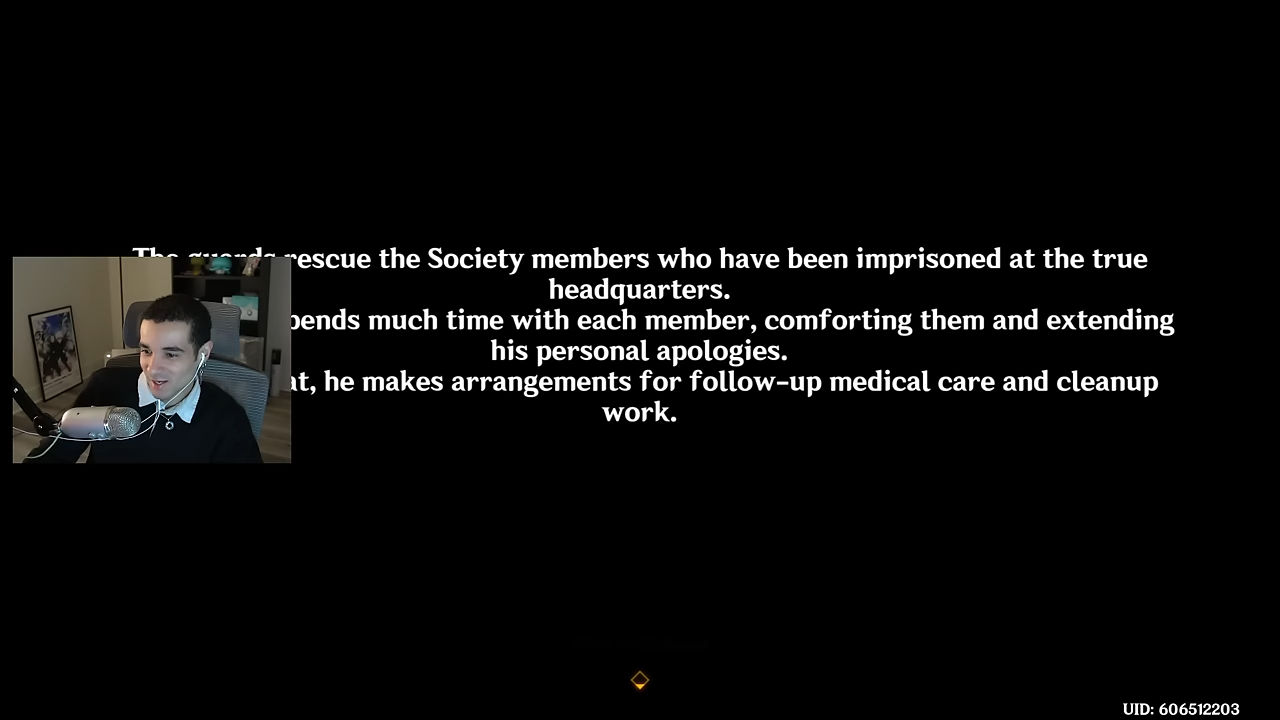 The guards rescue the Society members who have been imprisoned at the true
headquarters.
much time with each member, comforting them and extending
his personal apologies.
he makes arrangements for follow-up medical care and cleanup
work.
UID: 606512203